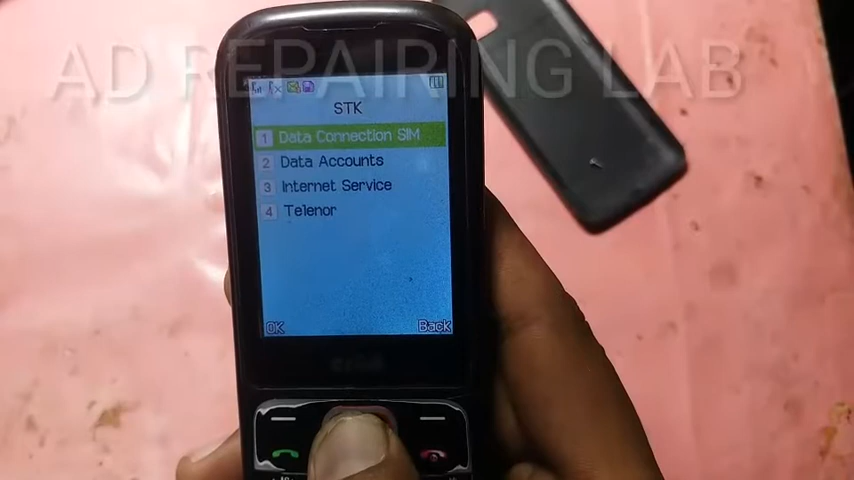 AD REPAIRING LAB
STK
1 Data Connection SIM
2 Data Accounts
3 Internet Service
4 Telenor
OK
Back